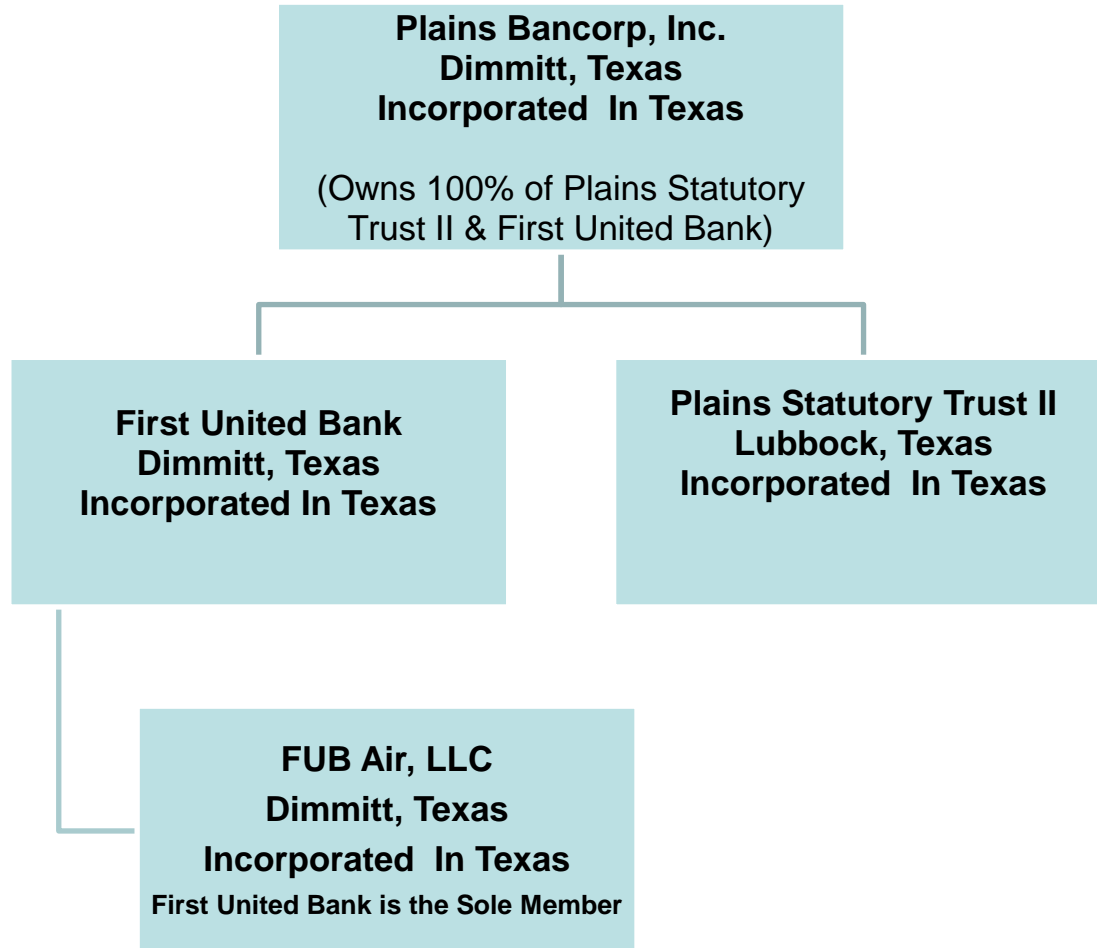 Plains Bancorp, Inc.
Dimmitt, Texas
Incorporated  In Texas
(Owns 100% of Plains Statutory
Trust II & First United Bank)
First United Bank
Dimmitt, Texas
Incorporated In Texas
Plains Statutory Trust II
Lubbock, Texas
Incorporated  In Texas
FUB Air, LLC
Dimmitt, Texas
Incorporated  In Texas
First United Bank is the Sole Member